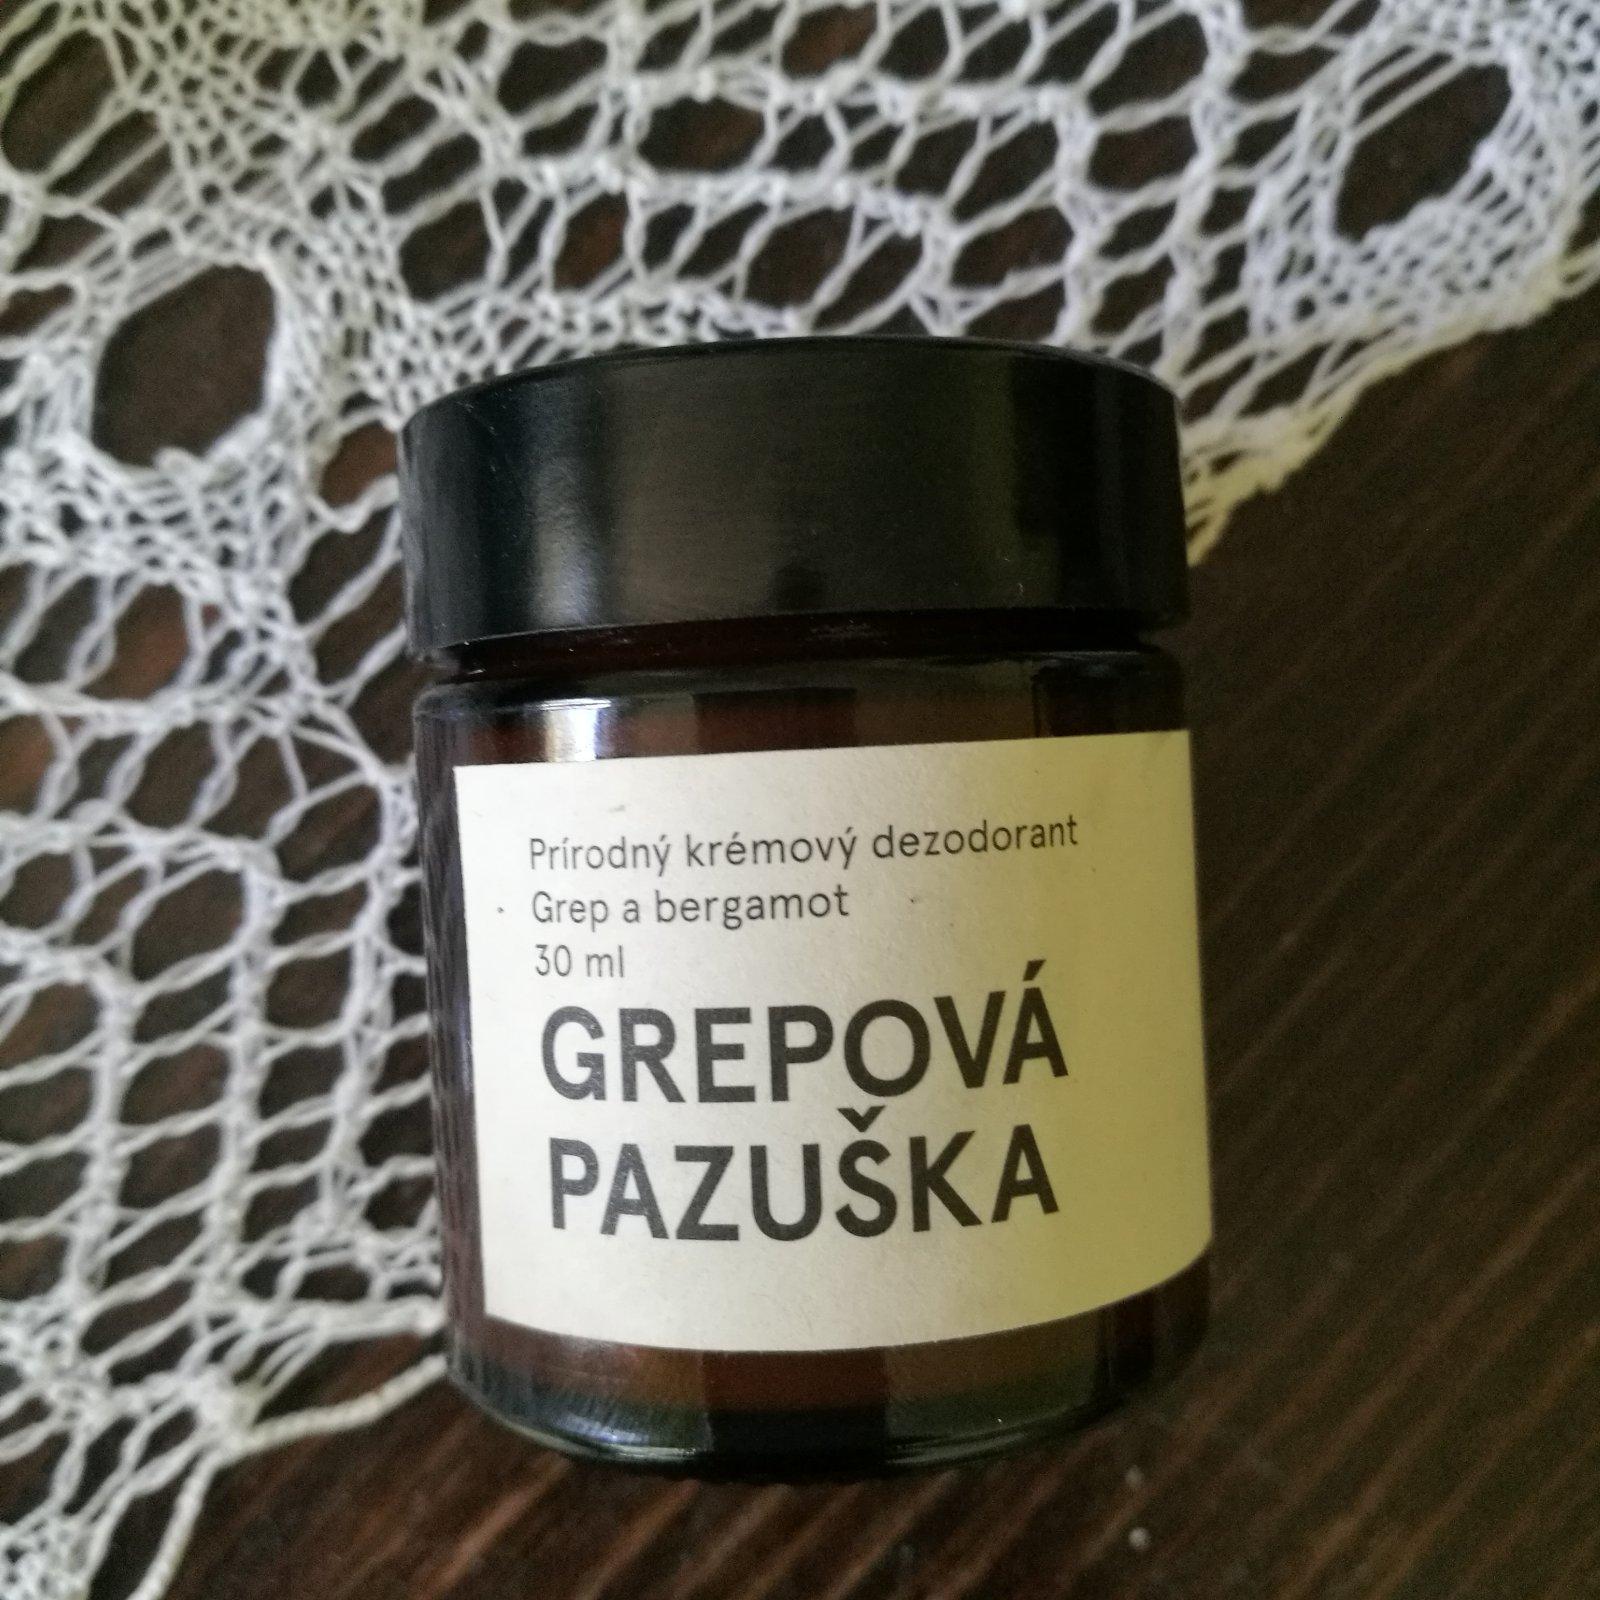 Prírodný krémový dezodorant
Grep a bergamot
30 ml
GREPOVÁ
PAZUŠKA